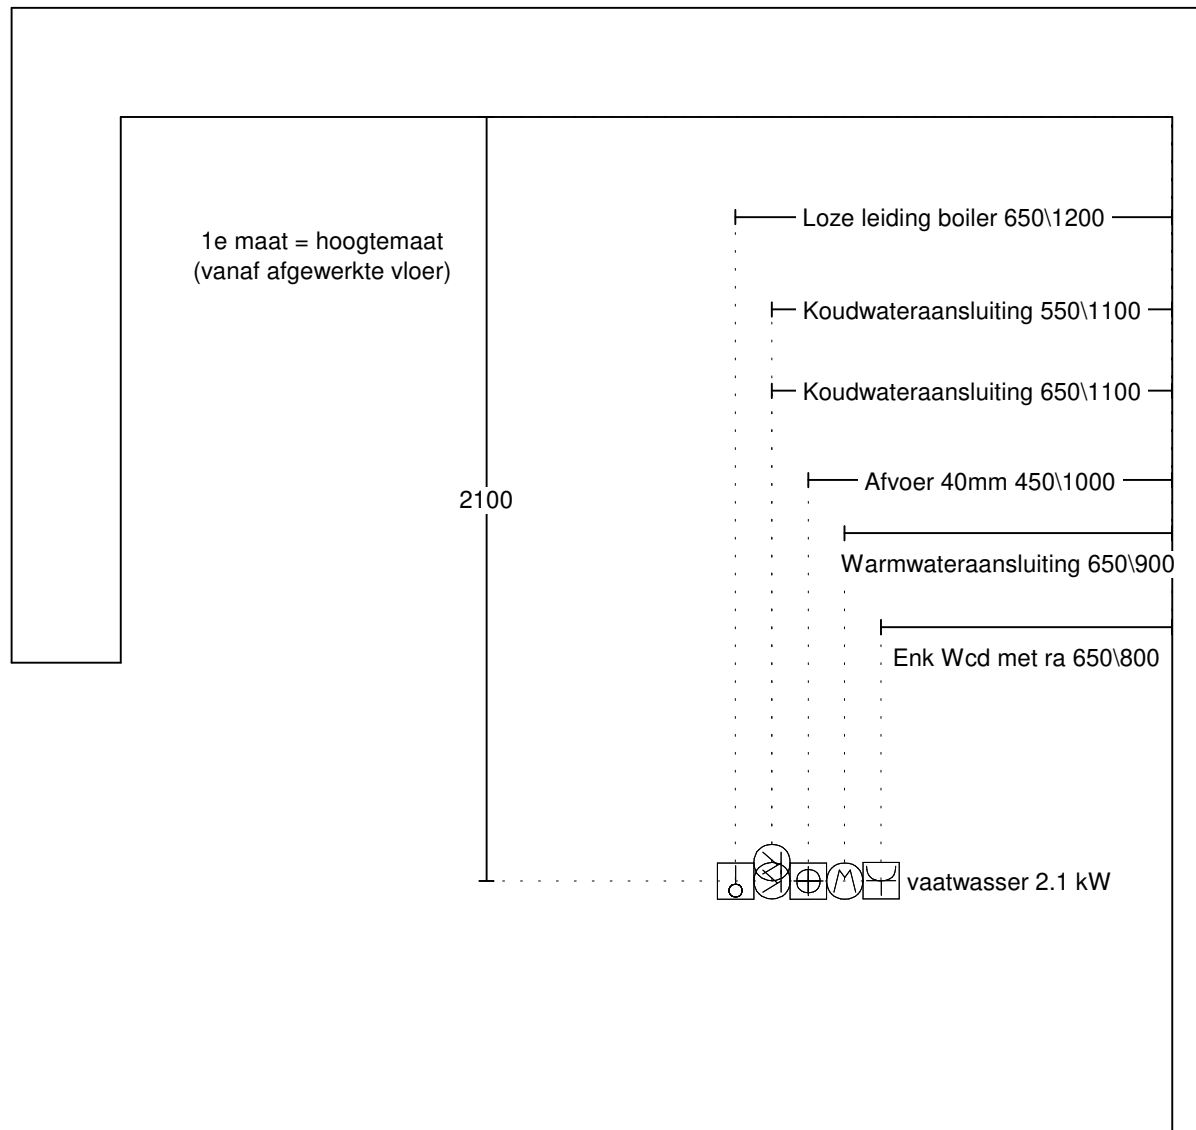 1e maat = hoogtemaat
(vanaf afgewerkte vloer)
Loze leiding boiler 650\1200
Koudwateraansluiting 550\1100
Koudwateraansluiting 650\1100
Afvoer 40mm 450\1000
2100
Warmwateraansluiting 650\900
Enk Wcd met ra 650\800
vaatwasser 2.1 kW